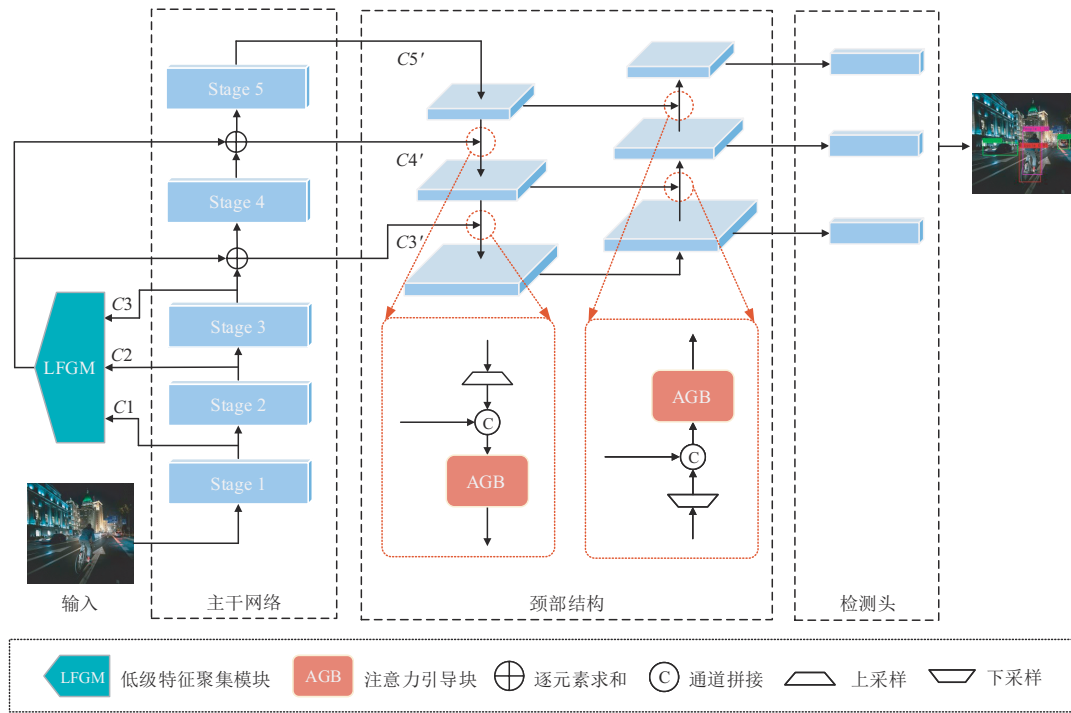 Stage 5
C5′
C4′
Stage 4
C3′
C3
Stage 3
LFGM
C2
Stage 2
AGB
C
C1
C
Stage 1
AGB
输入
主干网络
颈部结构
检测头
LFGM 低级特征聚集模块 AGB 注意力引导块 逐元素求和 C 通道拼接 上采样 下采样